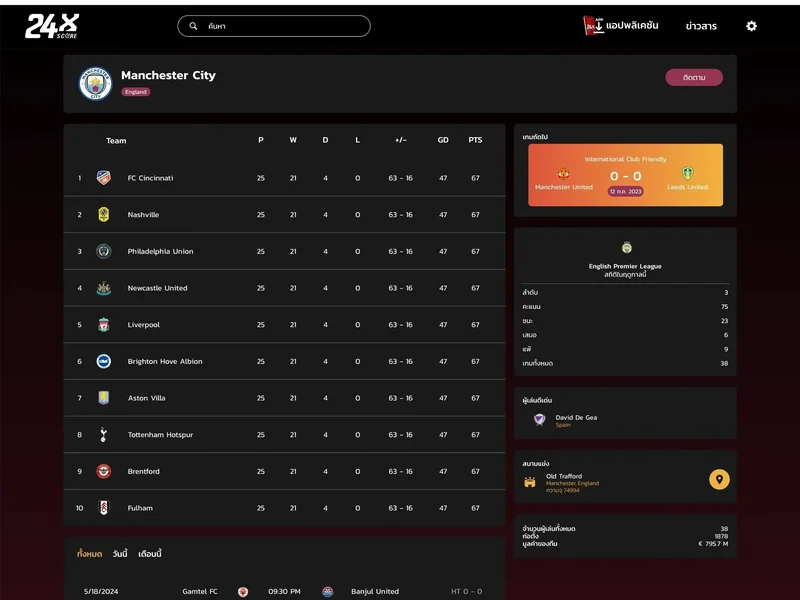 24X
SCORE
ค้นหา
แอปพลิเคชัน
ข่าวสาร
Manchester City
England
ติดตาม
Team P W D L +/- GD PTS
1 FC Cincinnati 25 21 4 0 63 - 16 47 67
2 Nashville 25 21 4 0 63 - 16 47 67
3 Philadelphia Union 25 21 4 0 63 - 16 47 67
4 Newcastle United 25 21 4 0 63 - 16 47 67
5 Liverpool 25 21 4 0 63 - 16 47 67
6 Brighton Hove Albion 25 21 4 0 63 - 16 47 67
7 Aston Villa 25 21 4 0 63 - 16 47 67
8 Tottenham Hotspur 25 21 4 0 63 - 16 47 67
9 Brentford 25 21 4 0 63 - 16 47 67
10 Fulham 25 21 4 0 63 - 16 47 67
ทั้งหมด วันนี้ เดือนนี้
5/18/2024 Gamtel FC 09:30 PM Banjul United HT 0 - 0
เกมถัดไป
International Club Friendly
Manchester United 0 - 0 Leeds United
12 ก.ค. 2023
English Premier League
สถิติในฤดูกาลนี้
ลำดับ 3
คะแนน 75
ชนะ 23
เสมอ 6
แพ้ 9
เกมทั้งหมด 38
ผู้เล่นดีเด่น
David De Gea
Spain
สนามแข่ง
Old Trafford
Manchester, England
ความจุ 74994
จำนวนผู้เล่นทั้งหมด 38
ก่อตั้ง 1878
มูลค่าของทีม € 795.7 M